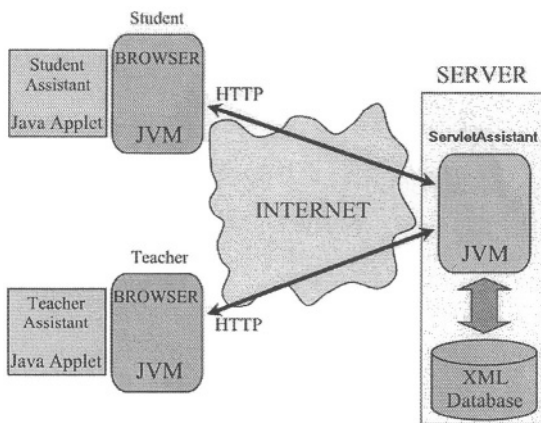 Student
Student
Assistant
Java Applet
BROWSER
JVM
HTTP
INTERNET
Teacher
Teacher
Assistant
Java Applet
BROWSER
JVM
HTTP
SERVER
ServletAssistant
JVM
XML
Database